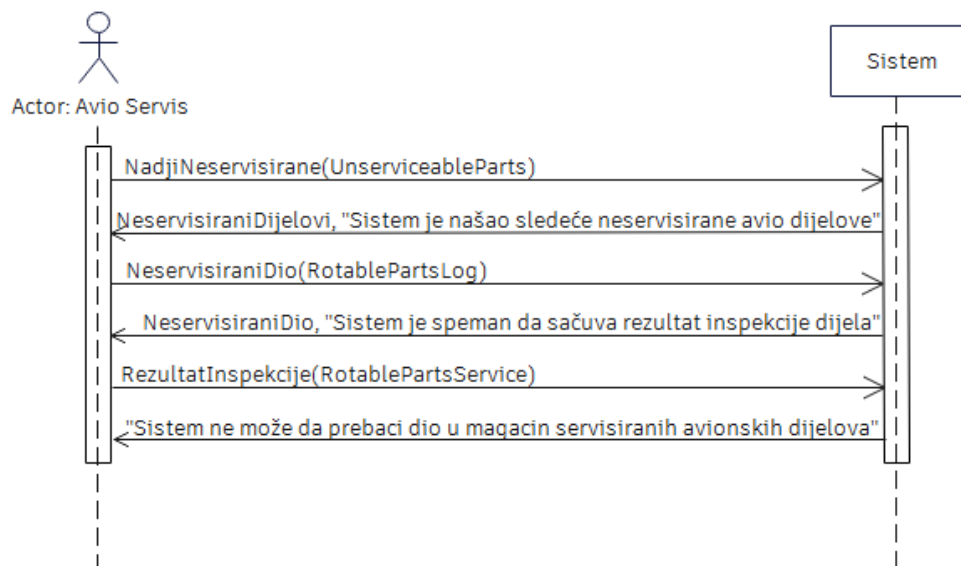 Sistem
Actor: Avio Servis
NadjiNeservisirane(UnserviceableParts)
NeservisiraniDijelovi, "Sistem je našao sledeće neservisirane avio dijelove"
NeservisiraniDio(RotablePartsLog)
NeservisiraniDio, "Sistem je speman da sačuva rezultat inspekcije dijela"
RezultatInspekcije(RotablePartsService)
"Sistem ne može da prebaci dio u magacin servisiranih avionskih dijelova"